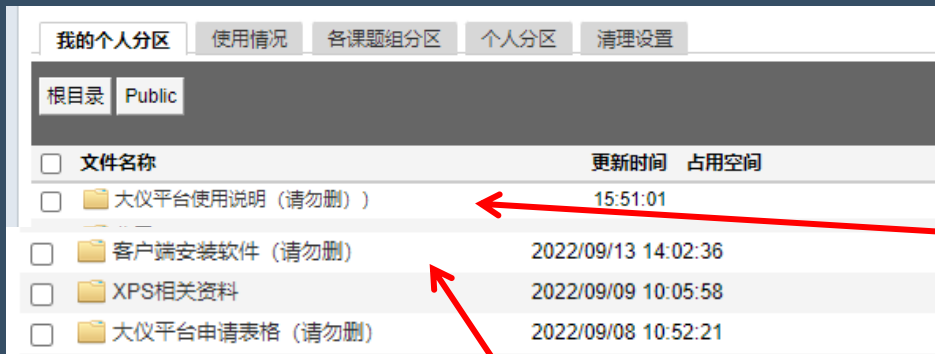 我的个人分区 使用情况 各课题组分区 个人分区 清理设置
根目录 Public
文件名称 更新时间 占用空间
大仪平台使用说明（请勿删）） 15:51:01
客户端安装软件（请勿删） 2022/09/13 14:02:36
XPS相关资料 2022/09/09 10:05:58
大仪平台申请表格（请勿删） 2022/09/08 10:52:21